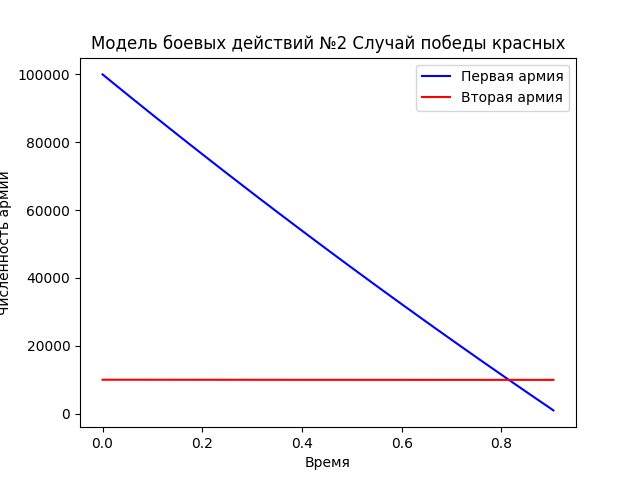 Модель боевых действий №2 Случай победы красных
Первая армия
Вторая армия
100000
80000
60000
40000
20000
0
Численность армии
0.0 0.2 0.4 0.6 0.8
Время